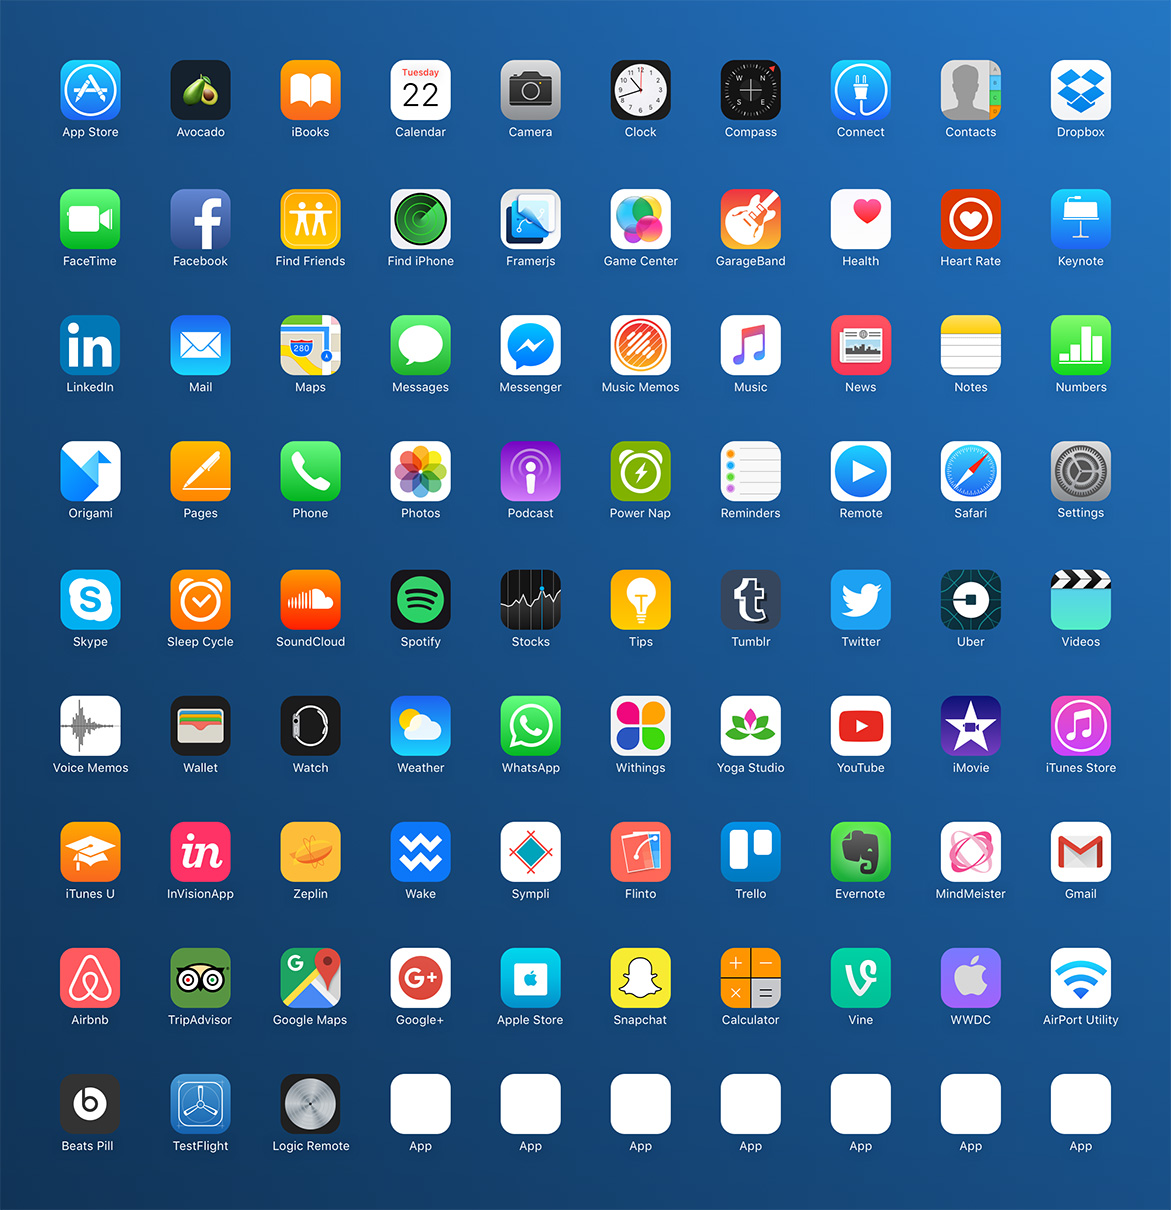 Tuesday
22
App Store
Avocado
iBooks
Calendar
Camera
Clock
Compass
Connect
Contacts
Dropbox
FaceTime
Facebook
Find Friends
Find iPhone
Framerjs
Game Center
GarageBand
Health
Heart Rate
Keynote
in
280
LinkedIn
Mail
Maps
Messages
Messenger
Music Memos
Music
News
Notes
Numbers
Origami
Pages
Phone
Photos
Podcast
Power Nap
Reminders
Remote
Safari
Settings
Skype
Sleep Cycle
SoundCloud
Spotify
Stocks
Tips
Tumblr
Twitter
Uber
Videos
Voice Memos
Wallet
Watch
Weather
WhatsApp
Withings
Yoga Studio
YouTube
iMovie
iTunes Store
in
iTunes U
InVisionApp
Zeplin
Wake
Sympli
Flinto
Trello
Evernote
MindMeister
Gmail
G
G+
Airbnb
TripAdvisor
Google Maps
Google+
Apple Store
Snapchat
Calculator
Vine
WWDC
AirPort Utility
Beats Pill
TestFlight
Logic Remote
App
App
App
App
App
App
App